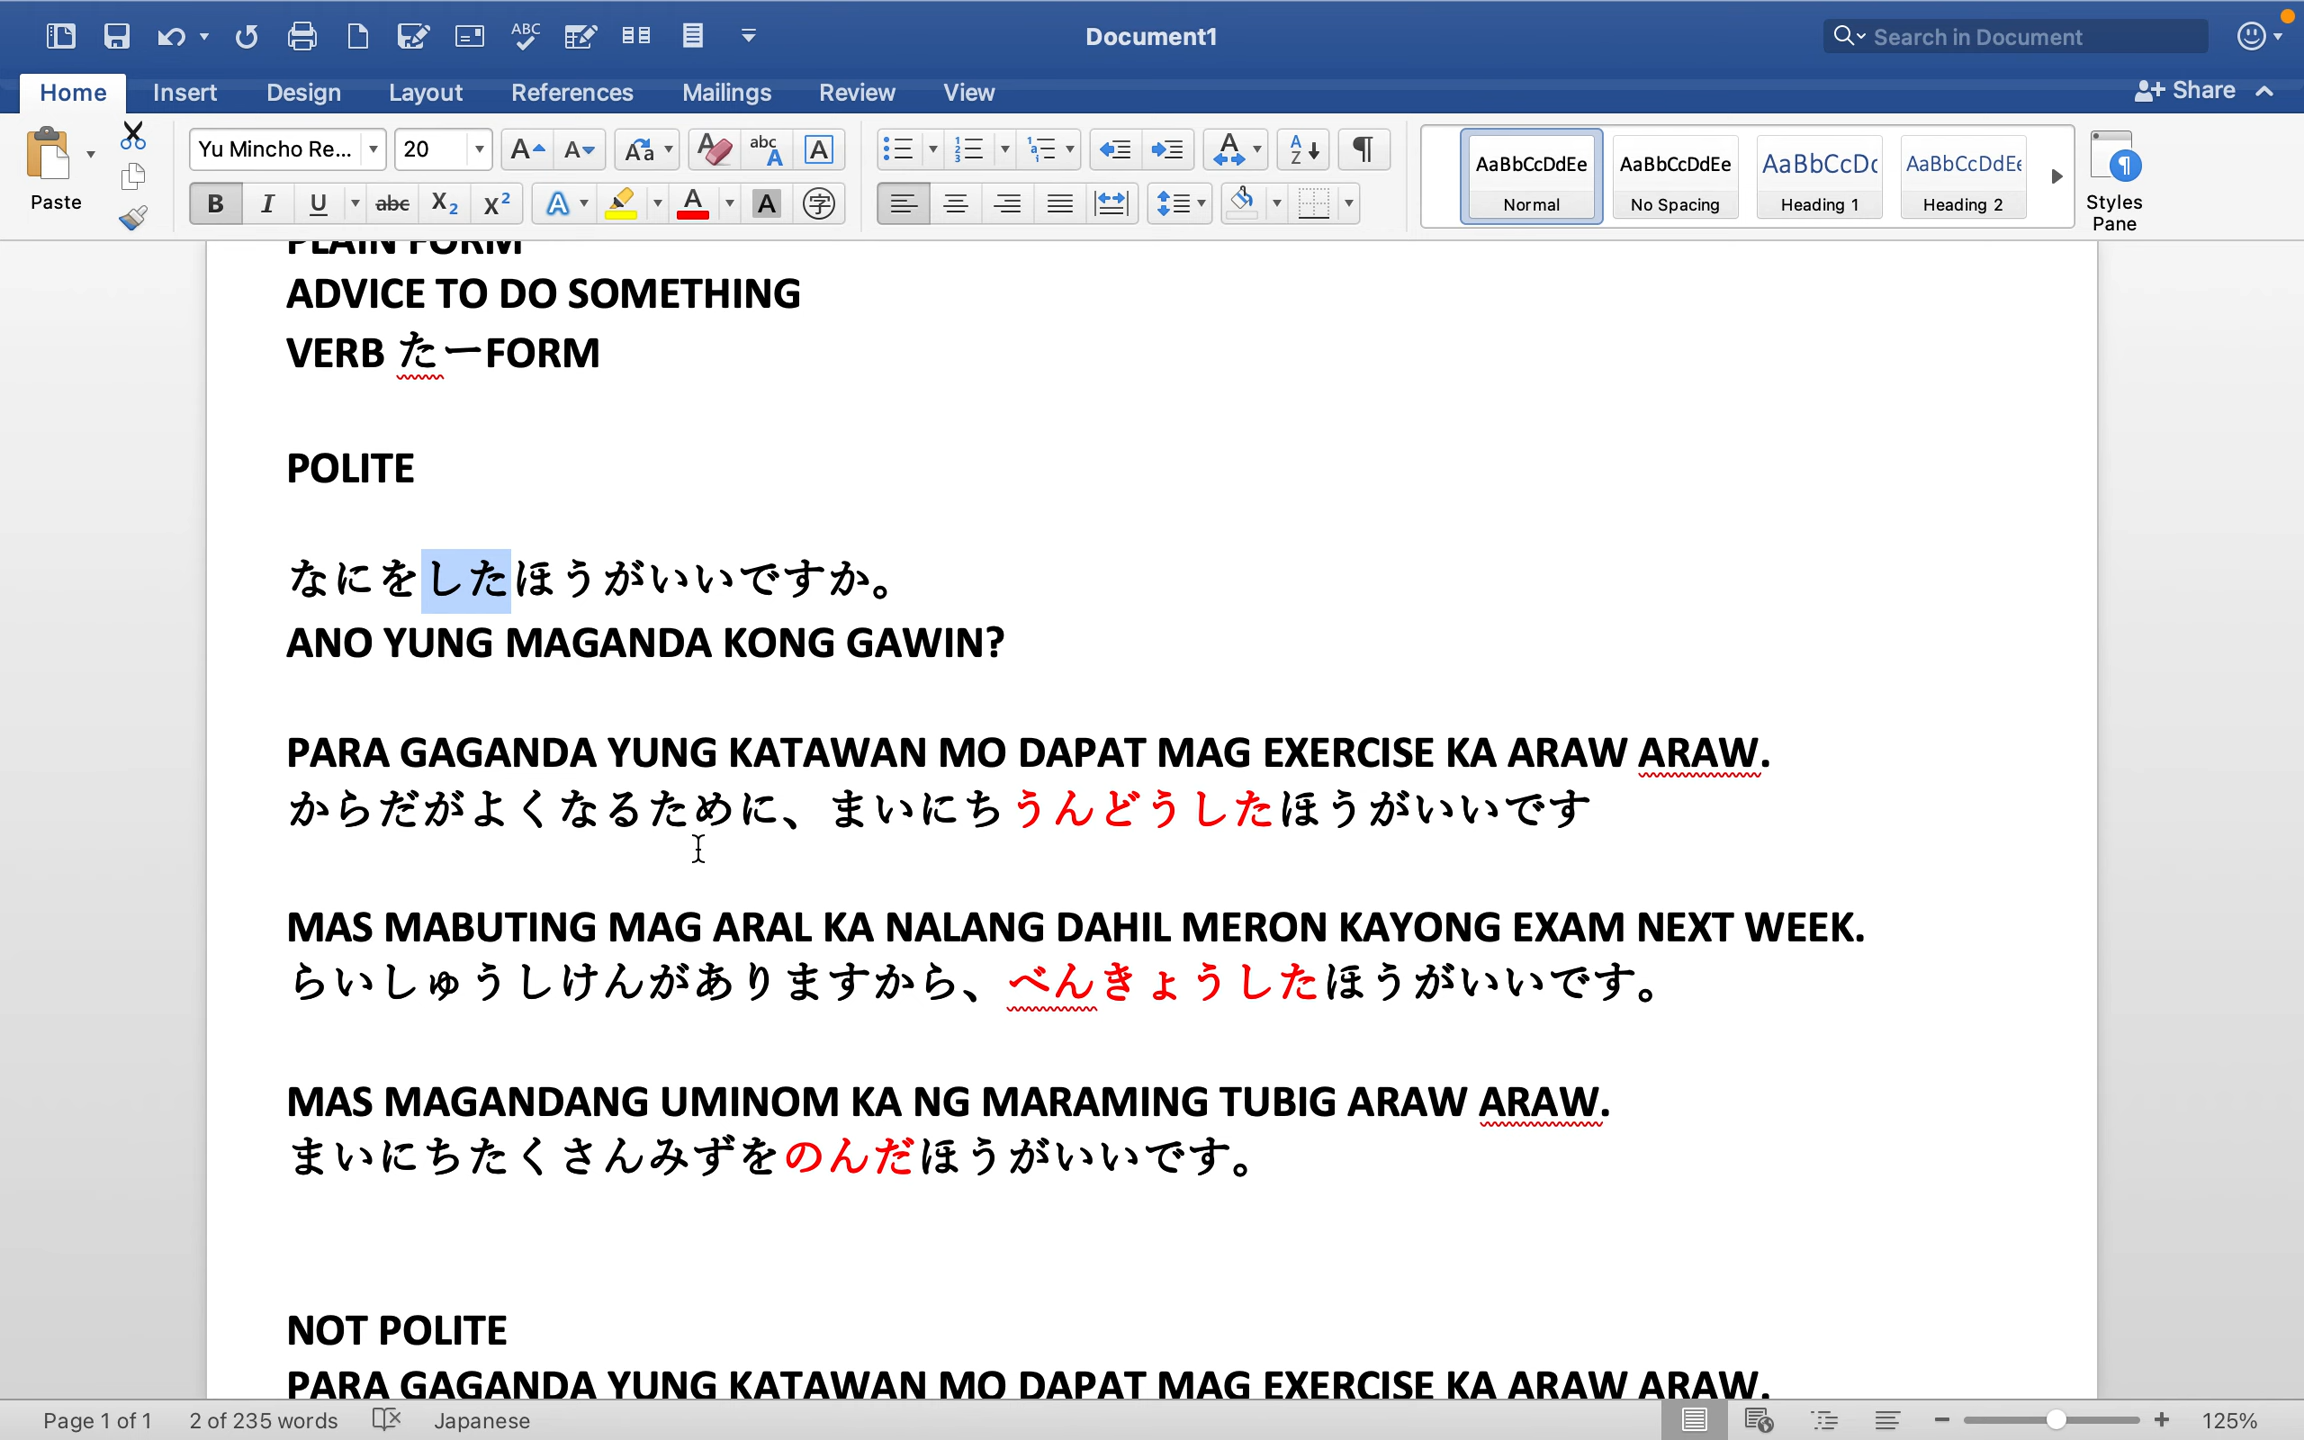 Document1
Search in Document
Home Insert Design Layout References Mailings Review View Share
Paste
Yu Mincho Re... 20
AaBbCcDdEe AaBbCcDdEe AaBbCcDc AaBbCcDdEe
Normal No Spacing Heading 1 Heading 2
Styles Pane
PLAIN FORM
ADVICE TO DO SOMETHING
VERB たーFORM
POLITE
なにをしたほうがいいですか。
ANO YUNG MAGANDA KONG GAWIN?
PARA GAGANDA YUNG KATAWAN MO DAPAT MAG EXERCISE KA ARAW ARAW.
からだがよくなるために、まいにちうんどうしたほうがいいです
MAS MABUTING MAG ARAL KA NALANG DAHIL MERON KAYONG EXAM NEXT WEEK.
らいしゅうしけんがありますから、べんきょうしたほうがいいです。
MAS MAGANDANG UMINOM KA NG MARAMING TUBIG ARAW ARAW.
まいにちたくさんみずをのんだほうがいいです。
NOT POLITE
PARA GAGANDA YUNG KATAWAN MO DAPAT MAG EXERCISE KA ARAW ARAW.
Page 1 of 1 2 of 235 words Japanese 125%